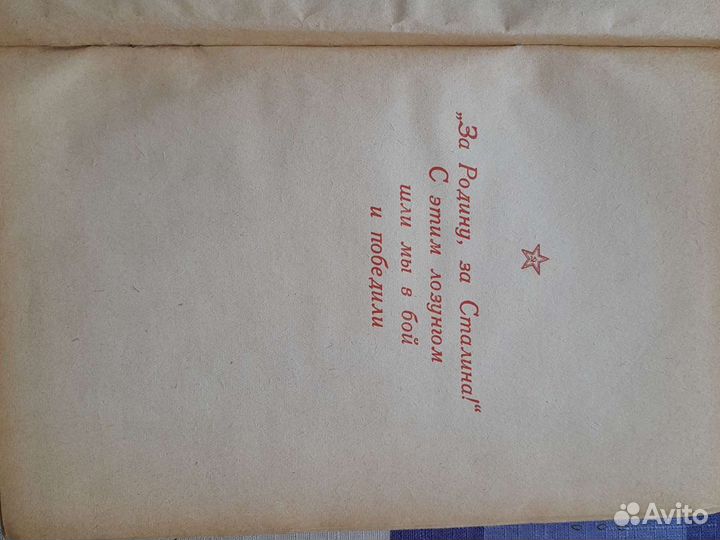 „За Родину, за Сталина!“
С этим лозунгом
шли мы в бой
и победили
Avito